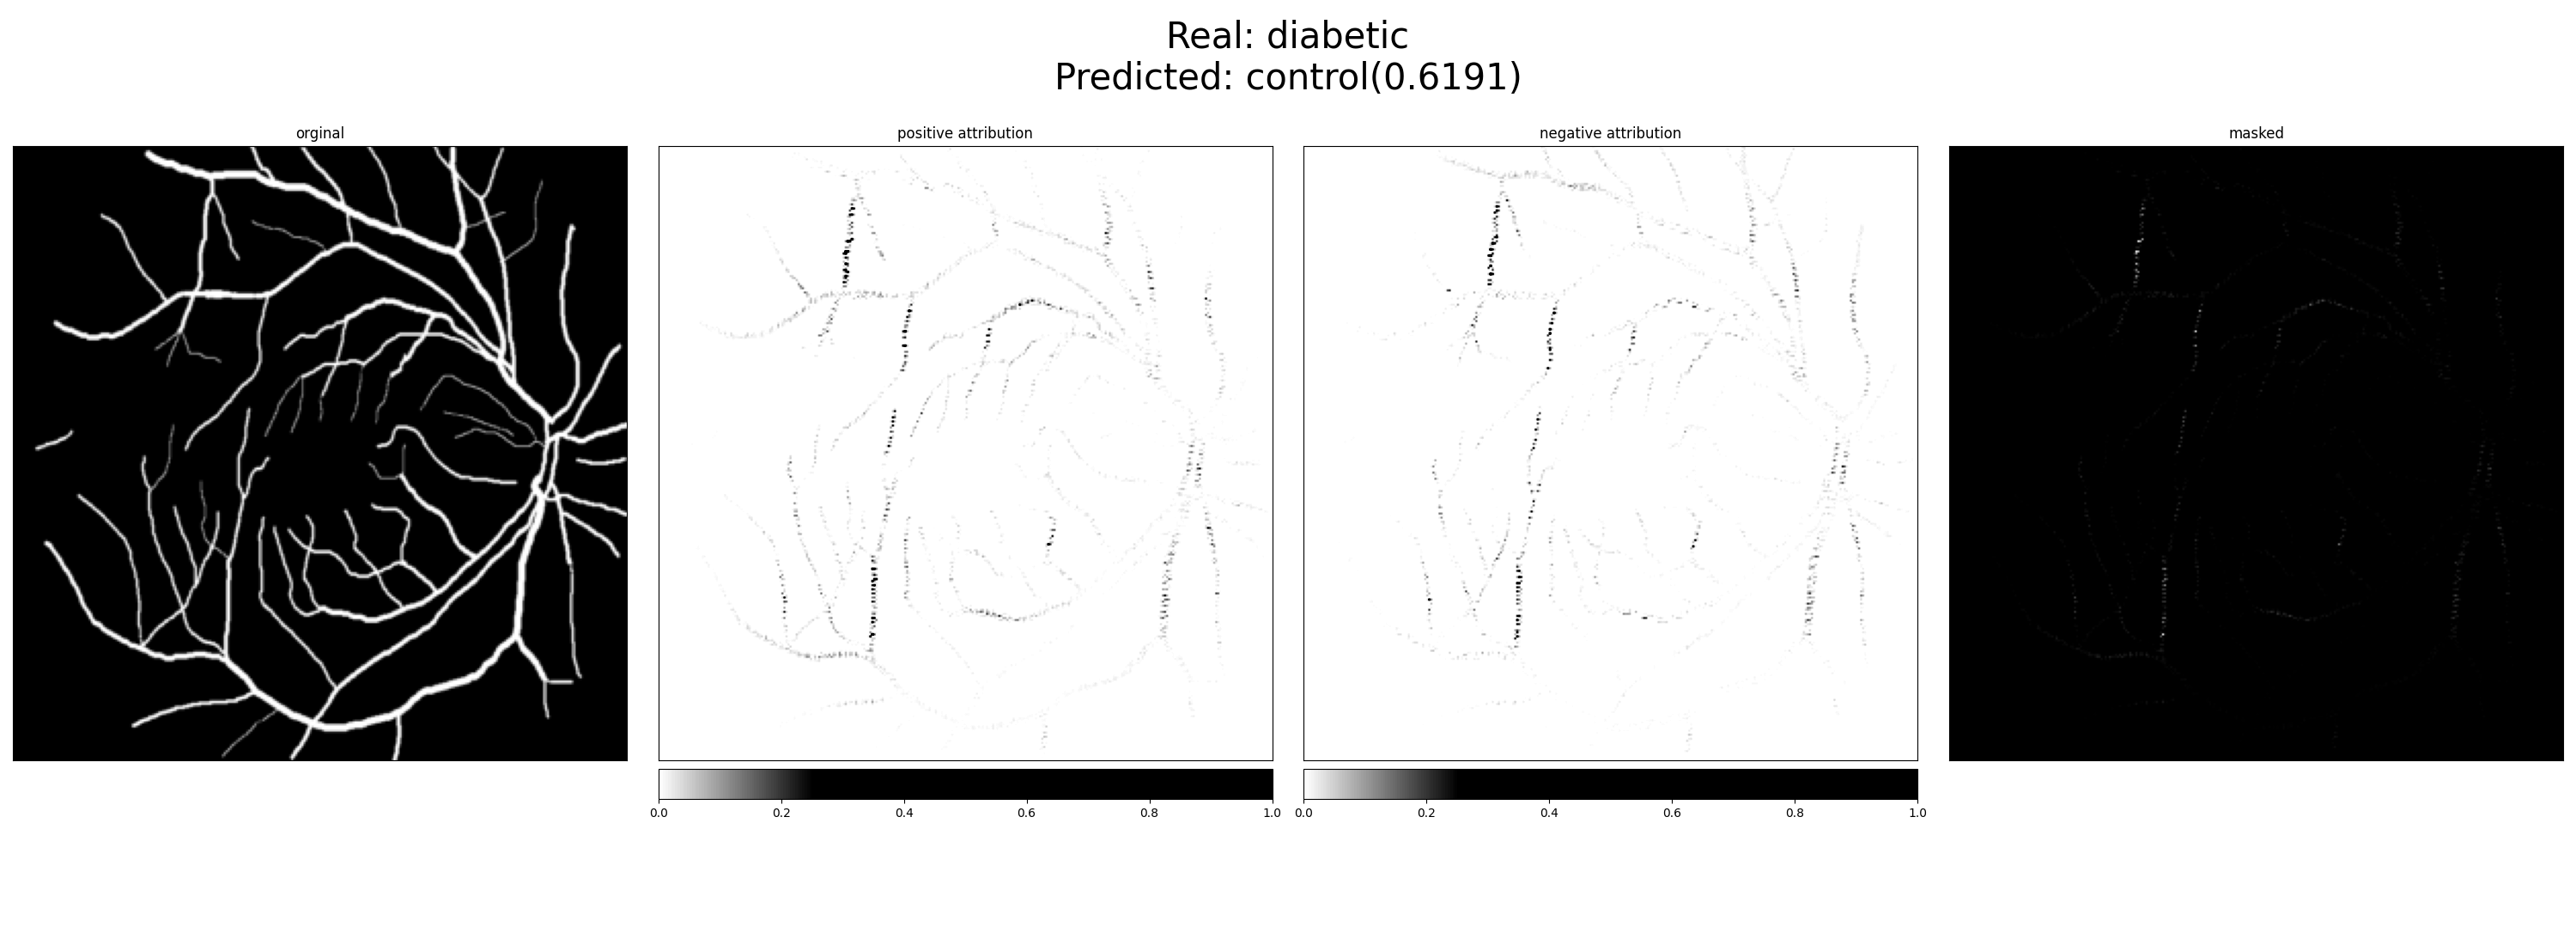 Real: diabetic
Predicted: control(0.6191)
orginal
positive attribution
negative attribution
masked
0.0 0.2 0.4 0.6 0.8 1.0
0.0 0.2 0.4 0.6 0.8 1.0